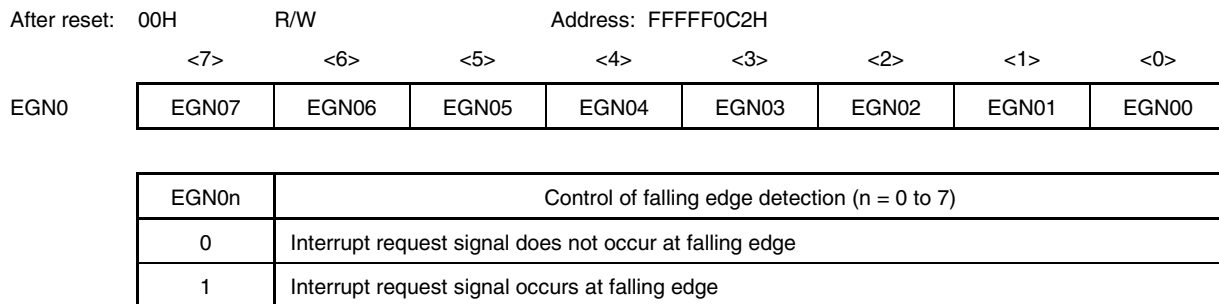 After reset: 00H R/W Address: FFFFF0C2H
<7> <6> <5> <4> <3> <2> <1> <0>
EGN0 EGN07 EGN06 EGN05 EGN04 EGN03 EGN02 EGN01 EGN00
EGN0n Control of falling edge detection (n = 0 to 7)
0 Interrupt request signal does not occur at falling edge
1 Interrupt request signal occurs at falling edge